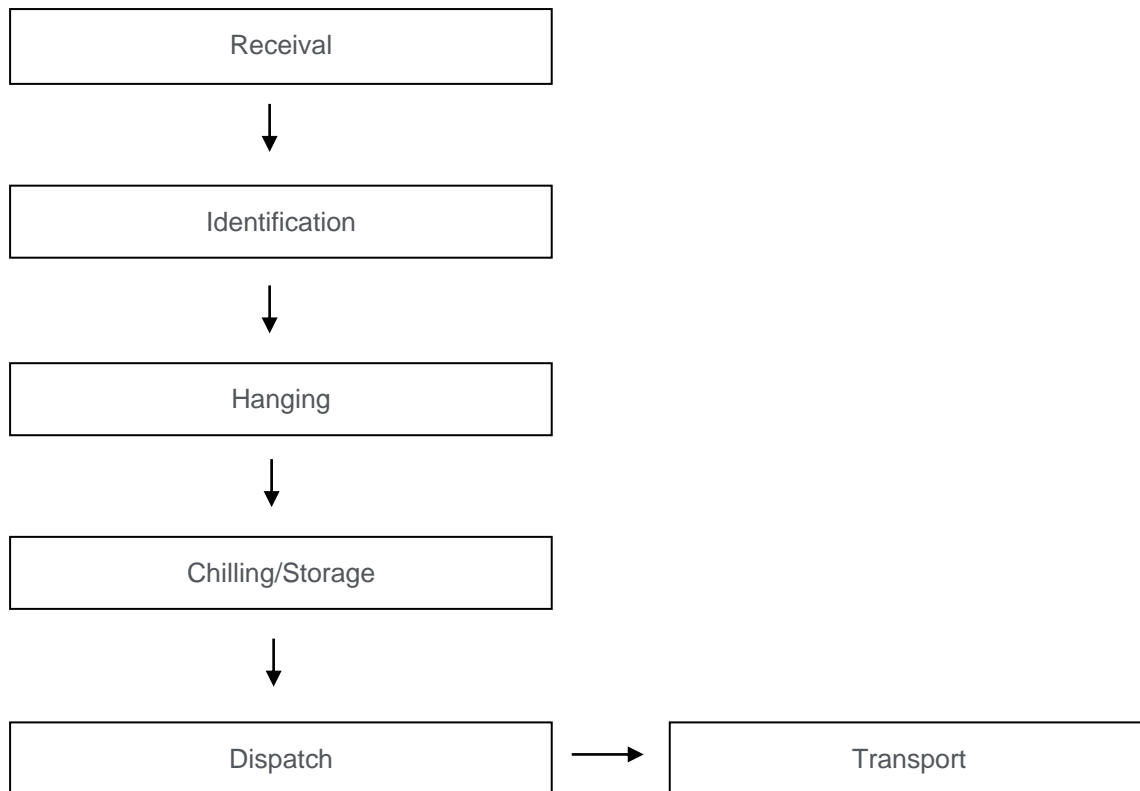 Receival
Identification
Hanging
Chilling/Storage
Dispatch
Transport